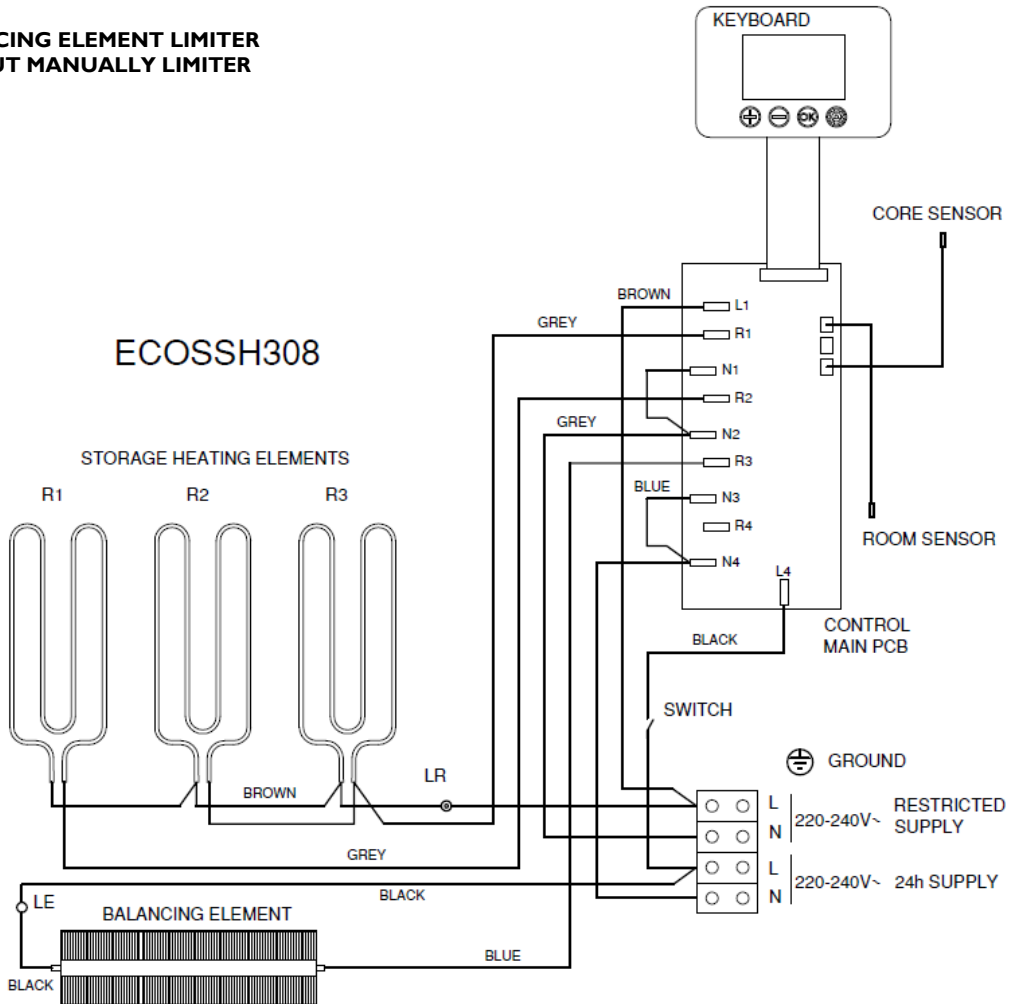 CING ELEMENT LIMITER
UT MANUALLY LIMITER
KEYBOARD
OK
CORE SENSOR
BROWN
L1
GREY
R1
ECOSSH308
N1
R2
GREY
N2
STORAGE HEATING ELEMENTS
R3
R1
R2
R3
BLUE
N3
R4
ROOM SENSOR
N4
L4
CONTROL
MAIN PCB
BLACK
SWITCH
GROUND
LR
BROWN
L
N
220-240V~
RESTRICTED
SUPPLY
GREY
L
N
220-240V~ 24h SUPPLY
BLACK
LE
BALANCING ELEMENT
BLUE
BLACK